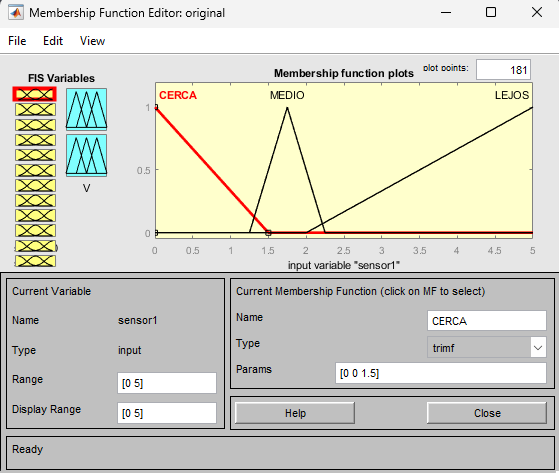 Membership Function Editor: original
File Edit View
FIS Variables
V
Membership function plots
plot points: 181
CERCA MEDIO LEJOS
1
0.5
0
0 0.5 1 1.5 2 2.5 3 3.5 4 4.5 5
input variable "sensor1"
Current Variable
Name sensor1
Type input
Range [0 5]
Display Range [0 5]
Current Membership Function (click on MF to select)
Name CERCA
Type trimf
Params [0 0 1.5]
Help Close
Ready